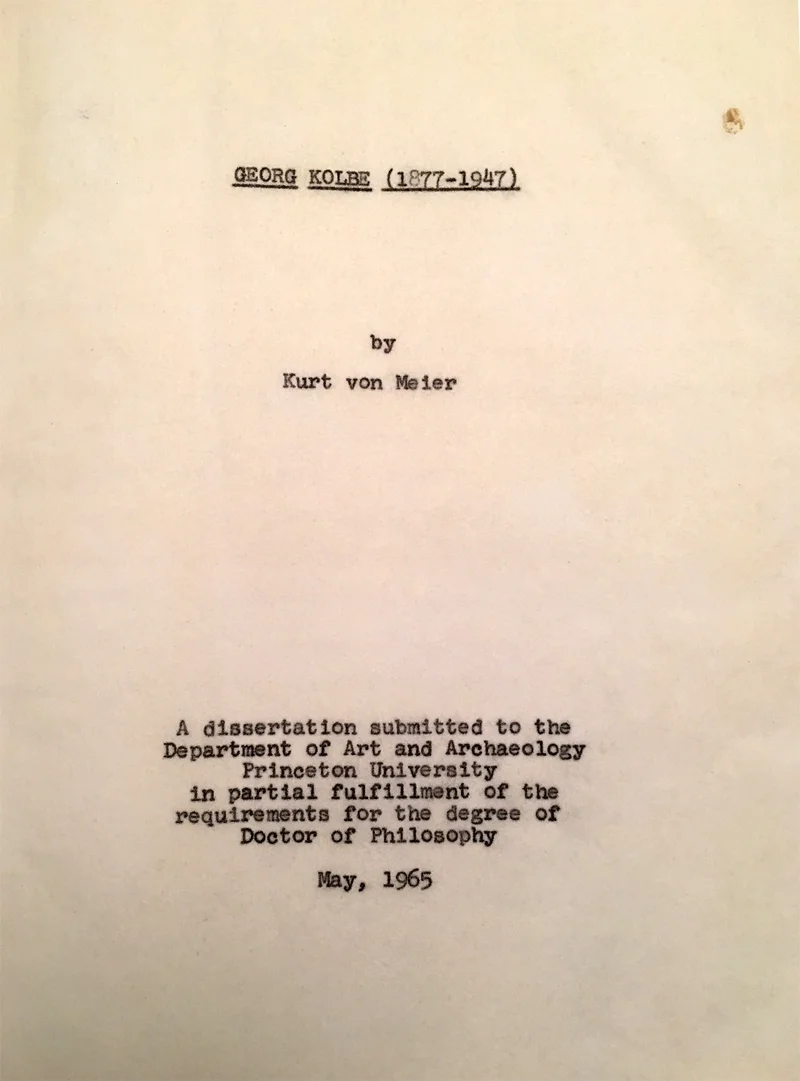 GEORG KOLBE (1877-1947)
by
Kurt von Meier
A dissertation submitted to the
Department of Art and Archaeology
Princeton University
in partial fulfillment of the
requirements for the degree of
Doctor of Philosophy
May, 1965